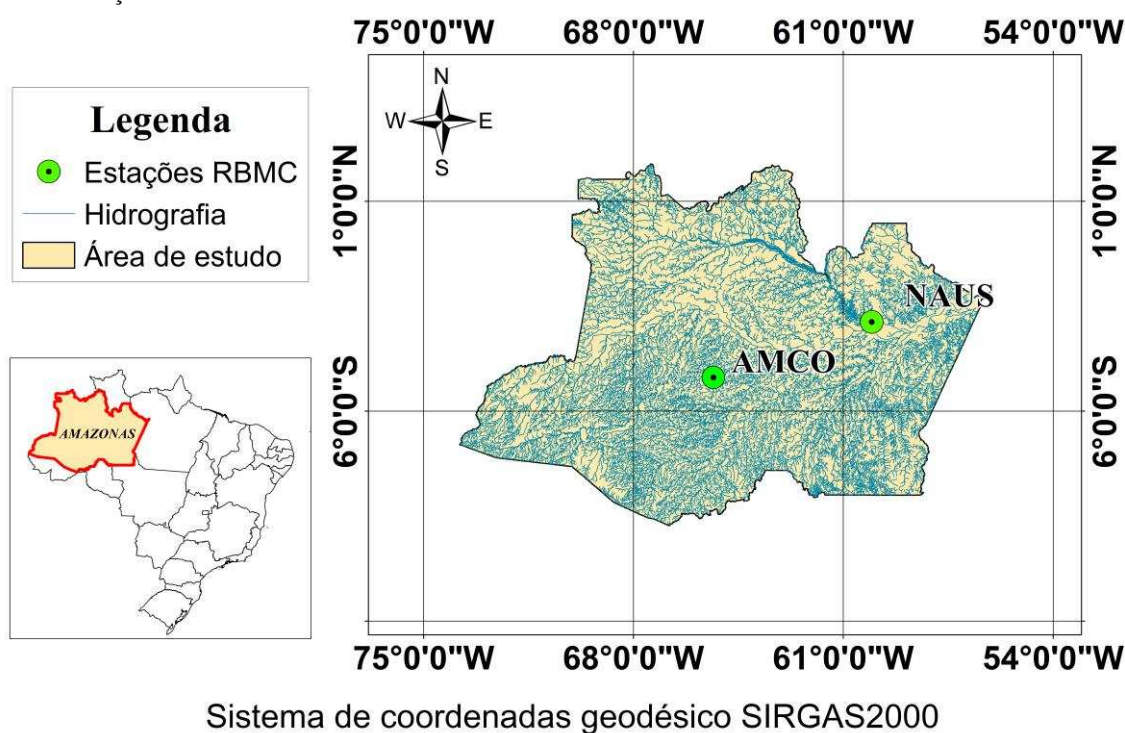 75°0'0"W 68°0'0"W 61°0'0"W 54°0'0"W
N
W E
S
Legenda
Estações RBMC
Hidrografia
Área de estudo
1°0'0"N
1°0'0"N
NAUS
AMCO
6°0'0"S
6°0'0"S
AMAZONAS
75°0'0"W 68°0'0"W 61°0'0"W 54°0'0"W
Sistema de coordenadas geodésico SIRGAS2000